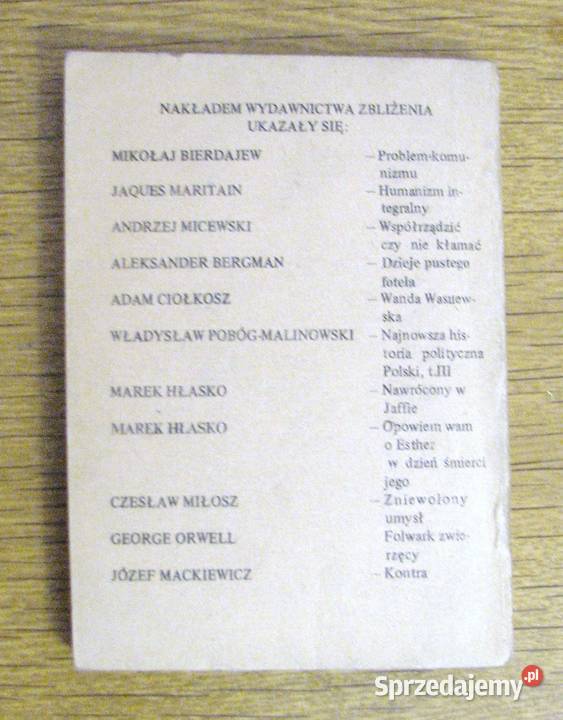 NAKŁADEM WYDAWNICTWA ZBLIŻENIA
UKAZAŁY SIĘ:
MIKOŁAJ BIERDAJEW – Problem komu-
nizmu
JAQUES MARITAIN – Humanizm in-
tegralny
ANDRZEJ MICEWSKI – Współrządzić
czy nie kłamać
ALEKSANDER BERGMAN – Dzieje pustego
fotela
ADAM CIOŁKOSZ – Wanda Wasilew-
ska
WŁADYSŁAW POBÓG-MALINOWSKI – Najnowsza his-
toria polityczna
Polski, t.III
MAREK HŁASKO – Nawrócony w
Jaffie
MAREK HŁASKO – Opowiem wam
o Esther
w dzień śmierci
jego
CZESŁAW MIŁOSZ – Zniewolony
umysł
GEORGE ORWELL Folwark zwie-
rzęcy
JÓZEF MACKIEWICZ – Kontra
Sprzedajemy.pl